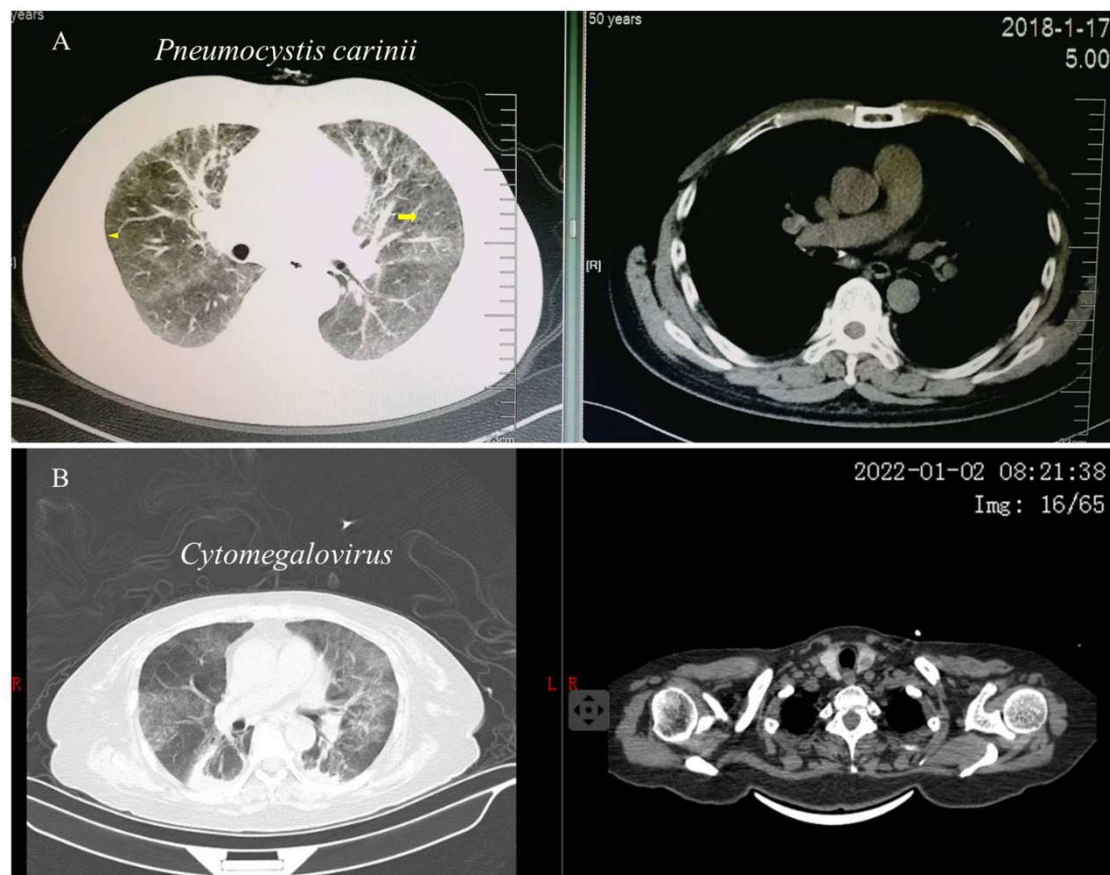 years
A
Pneumocystis carinii
50 years
2018-1-17
5.00
[R]
B
Cytomegalovirus
R
L
2022-01-02 08:21:38
Img: 16/65
R